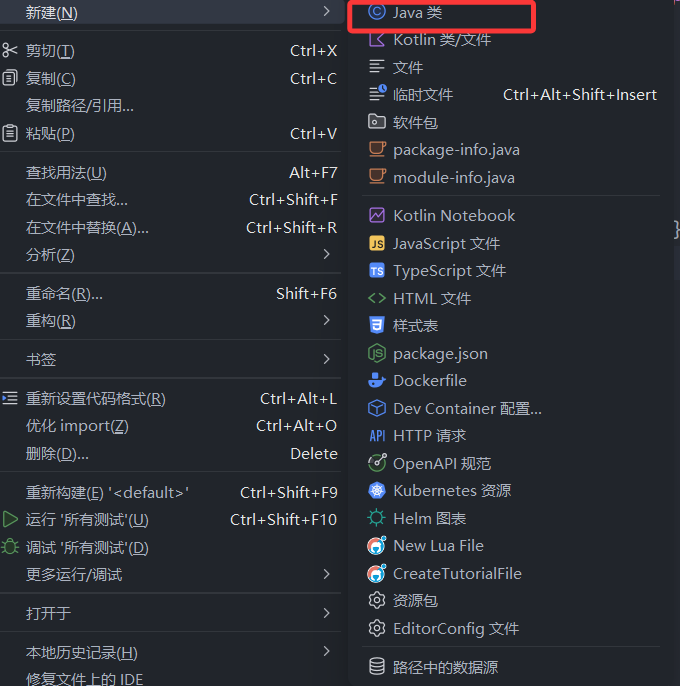 新建(N)
剪切(T) Ctrl+X
复制(C) Ctrl+C
复制路径/引用...
粘贴(P) Ctrl+V
查找用法(U) Alt+F7
在文件中查找... Ctrl+Shift+F
在文件中替换(A)... Ctrl+Shift+R
分析(Z)
重命名(R)... Shift+F6
重构(R)
书签
重新设置代码格式(R) Ctrl+Alt+L
优化 import(Z) Ctrl+Alt+O
删除(D)... Delete
重新构建(E) '<default>' Ctrl+Shift+F9
运行 '所有测试'(U) Ctrl+Shift+F10
调试 '所有测试'(D)
更多运行/调试
打开于
本地历史记录(H)
修复文件上的 IDE
Java 类
Kotlin 类/文件
文件
临时文件 Ctrl+Alt+Shift+Insert
软件包
package-info.java
module-info.java
Kotlin Notebook
JS JavaScript 文件
TS TypeScript 文件
HTML 文件
样式表
package.json
Dockerfile
Dev Container 配置...
API HTTP 请求
OpenAPI 规范
Kubernetes 资源
Helm 图表
New Lua File
CreateTutorialFile
资源包
EditorConfig 文件
路径中的数据源
}